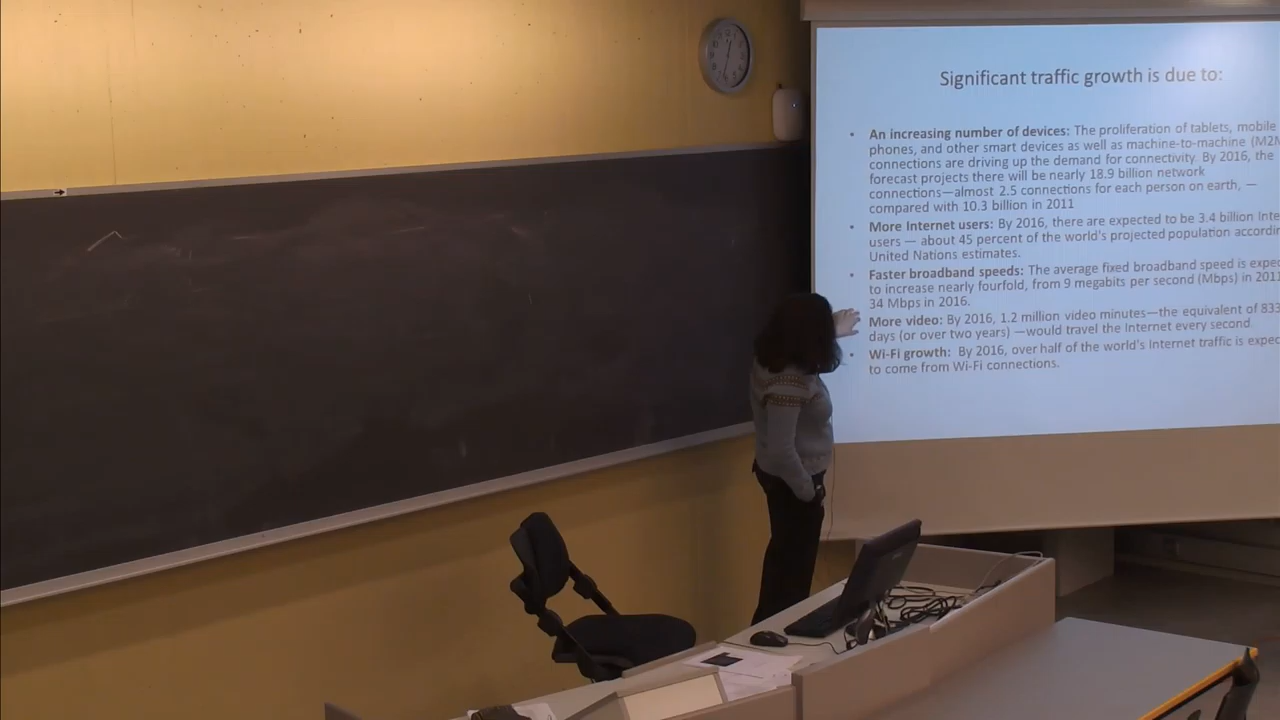 Significant traffic growth is due to:
• An increasing number of devices: The proliferation of tablets, mobile
phones, and other smart devices as well as machine-to-machine (M2M
connections are driving up the demand for connectivity. By 2016, the
forecast projects there will be nearly 18.9 billion network
connections—almost 2.5 connections for each person on earth, —
compared with 10.3 billion in 2011
• More Internet users: By 2016, there are expected to be 3.4 billion Inte
users — about 45 percent of the world's projected population accordin
United Nations estimates.
• Faster broadband speeds: The average fixed broadband speed is expec
to increase nearly fourfold, from 9 megabits per second (Mbps) in 2011
34 Mbps in 2016.
More video: By 2016, 1.2 million video minutes—the equivalent of 833
days (or over two years) —would travel the Internet every second.
• Wi-Fi growth: By 2016, over half of the world's Internet traffic is expec
to come from Wi-Fi connections.